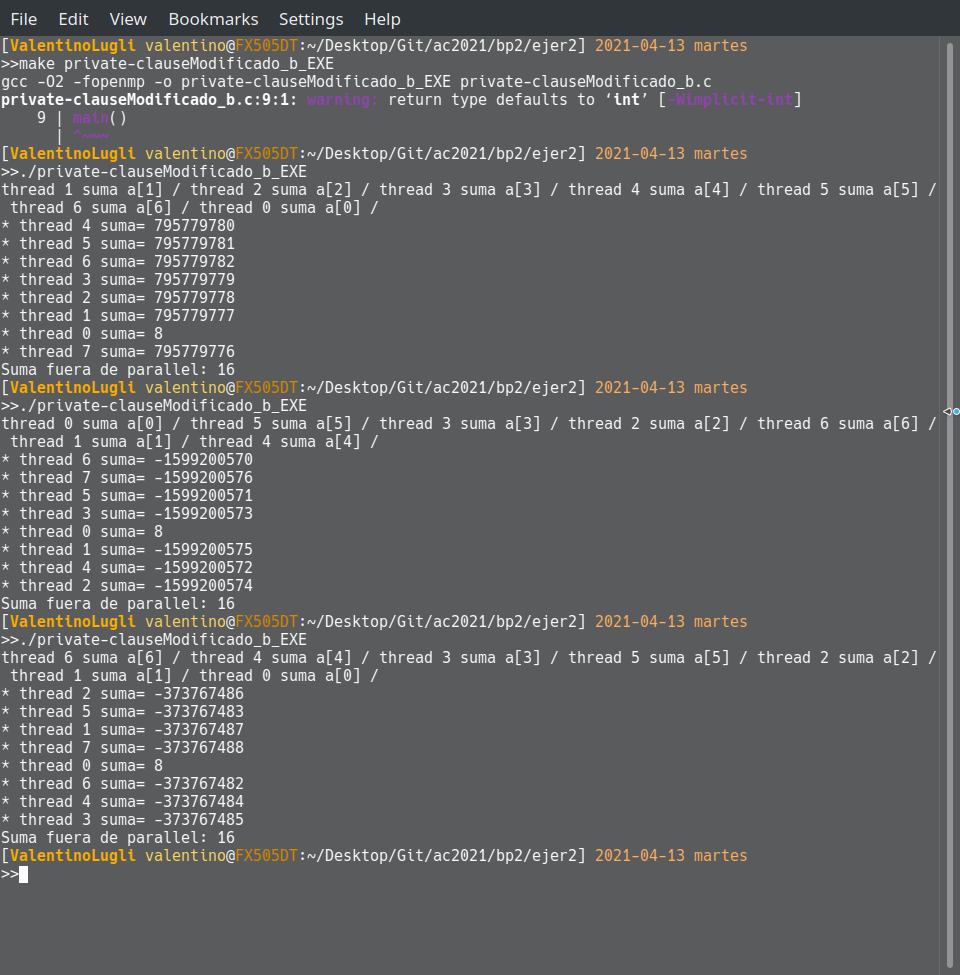 File Edit View Bookmarks Settings Help
[ValentinoLugli valentino@FX505DT:~/Desktop/Git/ac2021/bp2/ejer2] 2021-04-13 martes
>>make private-clauseModificado_b_EXE
gcc -O2 -fopenmp -o private-clauseModificado_b_EXE private-clauseModificado_b.c
private-clauseModificado_b.c:9:1: warning: return type defaults to ‘int’ [-Wimplicit-int]
    9 | main()
      | ^~~~
[ValentinoLugli valentino@FX505DT:~/Desktop/Git/ac2021/bp2/ejer2] 2021-04-13 martes
>>./private-clauseModificado_b_EXE
thread 1 suma a[1] / thread 2 suma a[2] / thread 3 suma a[3] / thread 4 suma a[4] / thread 5 suma a[5] /
 thread 6 suma a[6] / thread 0 suma a[0] /
* thread 4 suma= 795779780
* thread 5 suma= 795779781
* thread 6 suma= 795779782
* thread 3 suma= 795779779
* thread 2 suma= 795779778
* thread 1 suma= 795779777
* thread 0 suma= 8
* thread 7 suma= 795779776
Suma fuera de parallel: 16
[ValentinoLugli valentino@FX505DT:~/Desktop/Git/ac2021/bp2/ejer2] 2021-04-13 martes
>>./private-clauseModificado_b_EXE
thread 0 suma a[0] / thread 5 suma a[5] / thread 3 suma a[3] / thread 2 suma a[2] / thread 6 suma a[6] /
 thread 1 suma a[1] / thread 4 suma a[4] /
* thread 6 suma= -1599200570
* thread 7 suma= -1599200576
* thread 5 suma= -1599200571
* thread 3 suma= -1599200573
* thread 0 suma= 8
* thread 1 suma= -1599200575
* thread 4 suma= -1599200572
* thread 2 suma= -1599200574
Suma fuera de parallel: 16
[ValentinoLugli valentino@FX505DT:~/Desktop/Git/ac2021/bp2/ejer2] 2021-04-13 martes
>>./private-clauseModificado_b_EXE
thread 6 suma a[6] / thread 4 suma a[4] / thread 3 suma a[3] / thread 5 suma a[5] / thread 2 suma a[2] /
 thread 1 suma a[1] / thread 0 suma a[0] /
* thread 2 suma= -373767486
* thread 5 suma= -373767483
* thread 1 suma= -373767487
* thread 7 suma= -373767488
* thread 0 suma= 8
* thread 6 suma= -373767482
* thread 4 suma= -373767484
* thread 3 suma= -373767485
Suma fuera de parallel: 16
[ValentinoLugli valentino@FX505DT:~/Desktop/Git/ac2021/bp2/ejer2] 2021-04-13 martes
>>